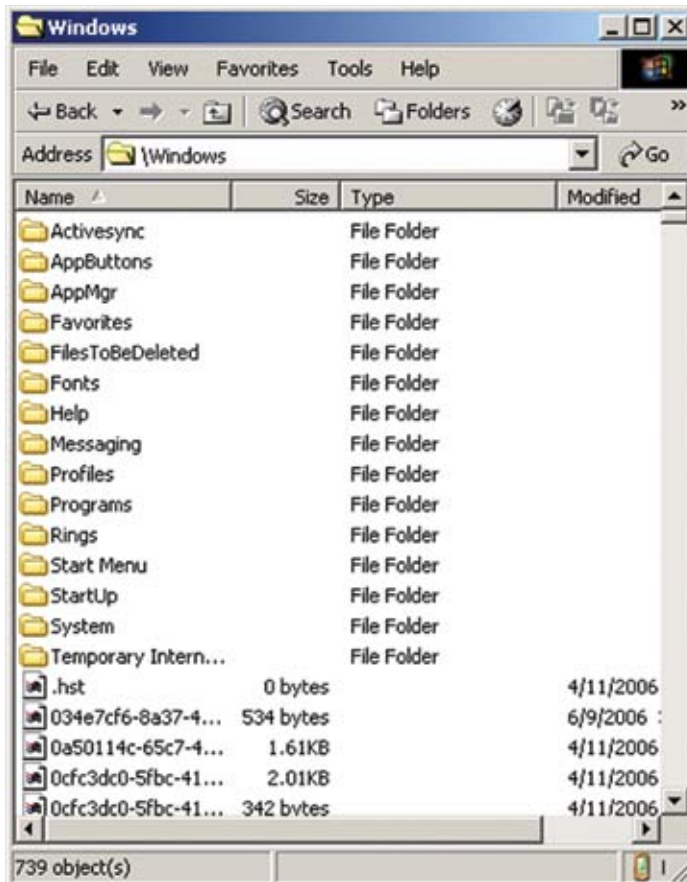 Windows
File Edit View Favorites Tools Help
Back Search Folders »
Address \Windows Go
Name Size Type Modified
Activesync File Folder
AppButtons File Folder
AppMgr File Folder
Favorites File Folder
FilesToBeDeleted File Folder
Fonts File Folder
Help File Folder
Messaging File Folder
Profiles File Folder
Programs File Folder
Rings File Folder
Start Menu File Folder
StartUp File Folder
System File Folder
Temporary Intern... File Folder
.hst 0 bytes 4/11/2006
034e7cf6-8a37-4... 534 bytes 6/9/2006
0a50114c-65c7-4... 1.61KB 4/11/2006
0cfc3dc0-5fbc-41... 2.01KB 4/11/2006
0cfc3dc0-5fbc-41... 342 bytes 4/11/2006
739 object(s)